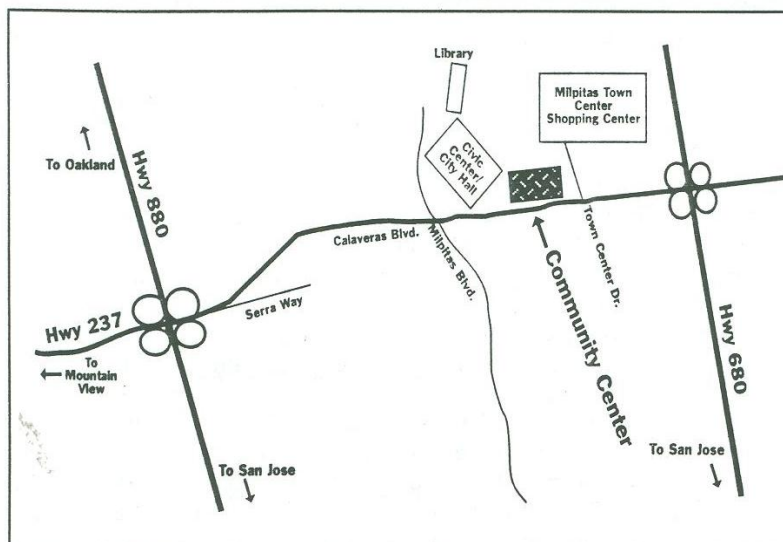 Library
Milpitas Town
Center
Shopping Center
Civic
Center/
City Hall
To Oakland
Hwy 880
Calaveras Blvd.
Milpitas Blvd.
Town Center Dr.
Community Center
Serra Way
Hwy 237
To
Mountain
View
Hwy 680
To San Jose
To San Jose